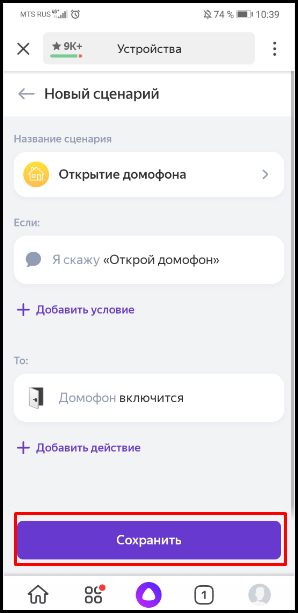 MTS RUS 4G 74 % 10:39
9K+ Устройства
Новый сценарий
Название сценария
Открытие домофона
Если:
Я скажу «Открой домофон»
Добавить условие
То:
Домофон включится
Добавить действие
Сохранить
1